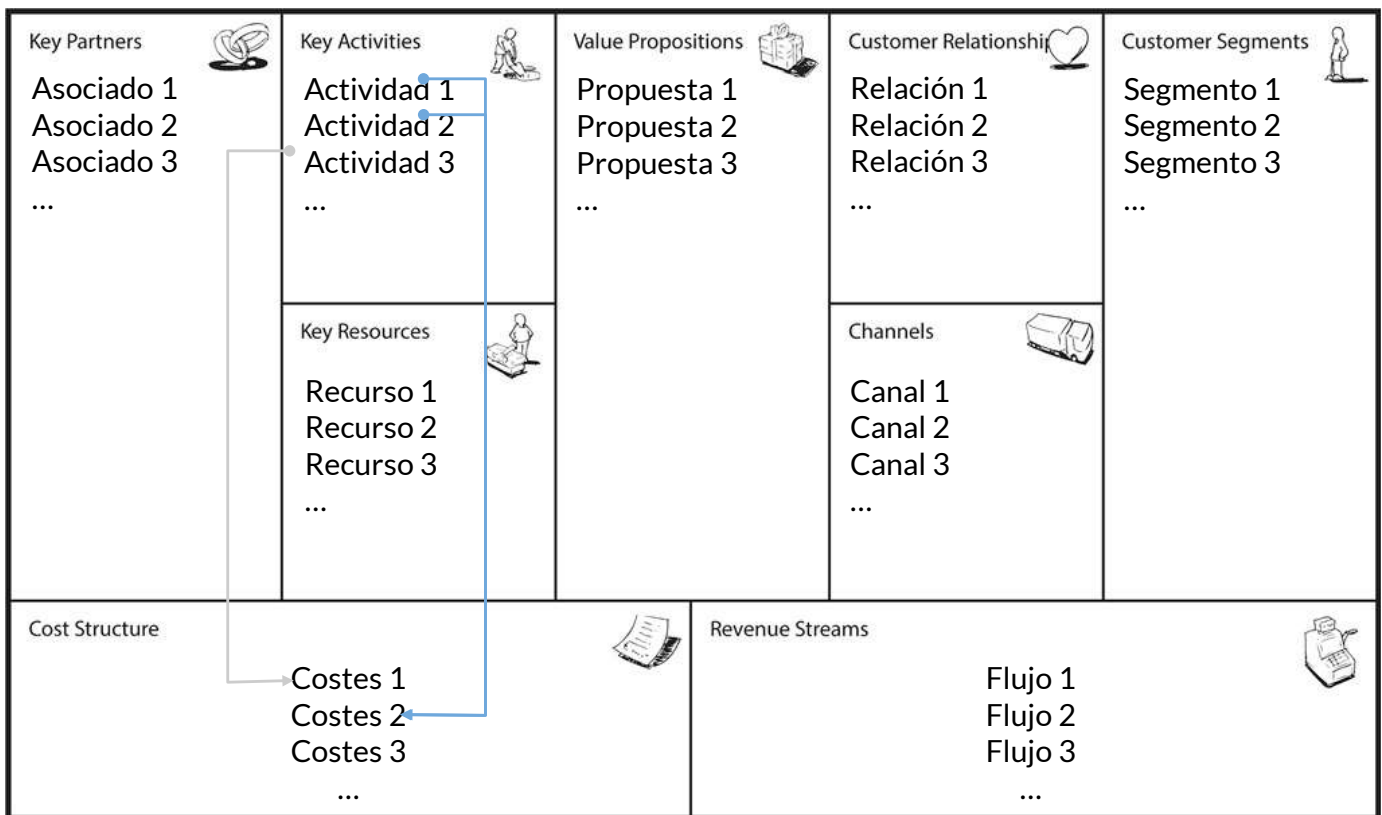 Key Partners
Asociado 1
Asociado 2
Asociado 3
...
Key Activities
Actividad 1
Actividad 2
Actividad 3
...
Key Resources
Recurso 1
Recurso 2
Recurso 3
...
Value Propositions
Propuesta 1
Propuesta 2
Propuesta 3
...
Customer Relationship
Relación 1
Relación 2
Relación 3
...
Channels
Canal 1
Canal 2
Canal 3
...
Customer Segments
Segmento 1
Segmento 2
Segmento 3
...
Cost Structure
Costes 1
Costes 2
Costes 3
...
Revenue Streams
Flujo 1
Flujo 2
Flujo 3
...